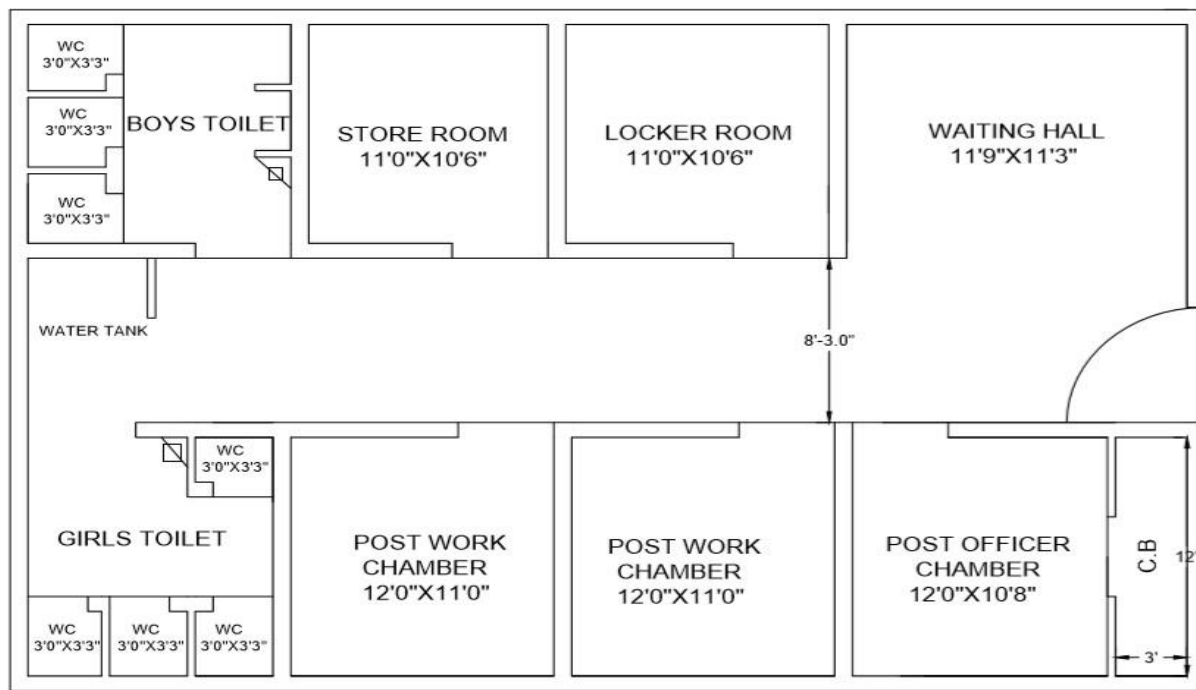 WC
3'0"X3'3"
WC
3'0"X3'3"
WC
3'0"X3'3"
BOYS TOILET
STORE ROOM
11'0"X10'6"
LOCKER ROOM
11'0"X10'6"
WAITING HALL
11'9"X11'3"
WATER TANK
8'-3.0"
WC
3'0"X3'3"
GIRLS TOILET
WC
3'0"X3'3"
WC
3'0"X3'3"
WC
3'0"X3'3"
POST WORK
CHAMBER
12'0"X11'0"
POST WORK
CHAMBER
12'0"X11'0"
POST OFFICER
CHAMBER
12'0"X10'8"
C.B
12'
3'